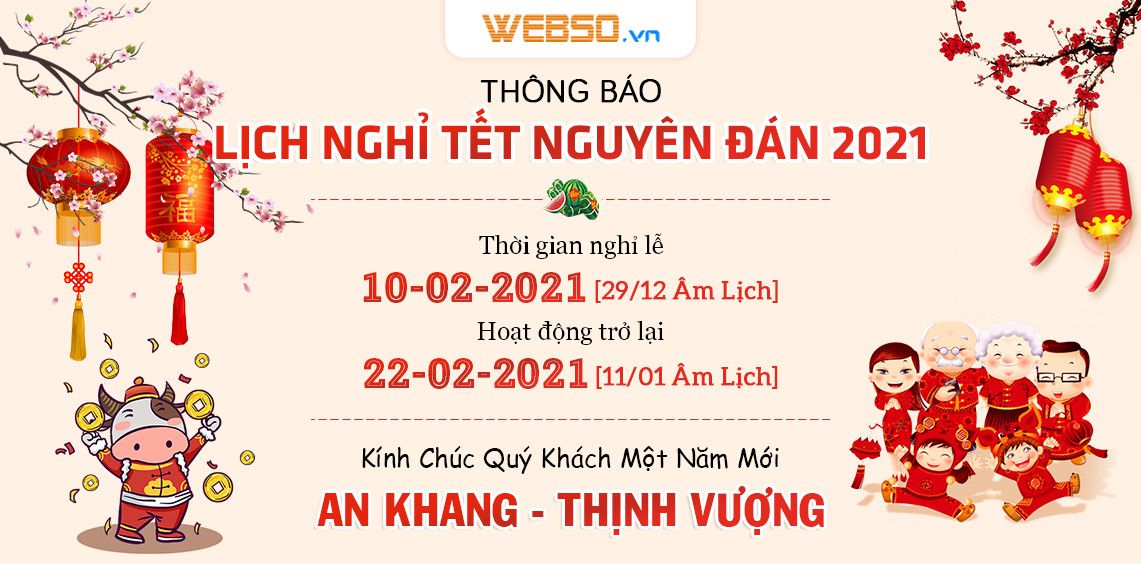 WEBSO.vn
THÔNG BÁO
LỊCH NGHỈ TẾT NGUYÊN ĐÁN 2021
福
Thời gian nghỉ lễ
10-02-2021 [29/12 Âm Lịch]
Hoạt động trở lại
22-02-2021 [11/01 Âm Lịch]
Kính Chúc Quý Khách Một Năm Mới
AN KHANG - THỊNH VƯỢNG